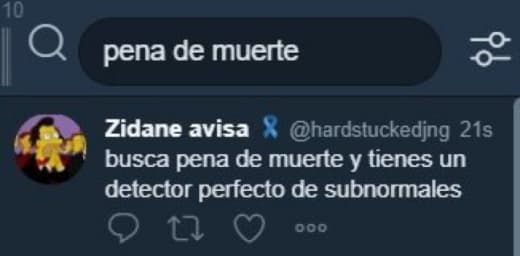 10
pena de muerte
Zidane avisa @hardstuckedjng 21s
busca pena de muerte y tienes un
detector perfecto de subnormales